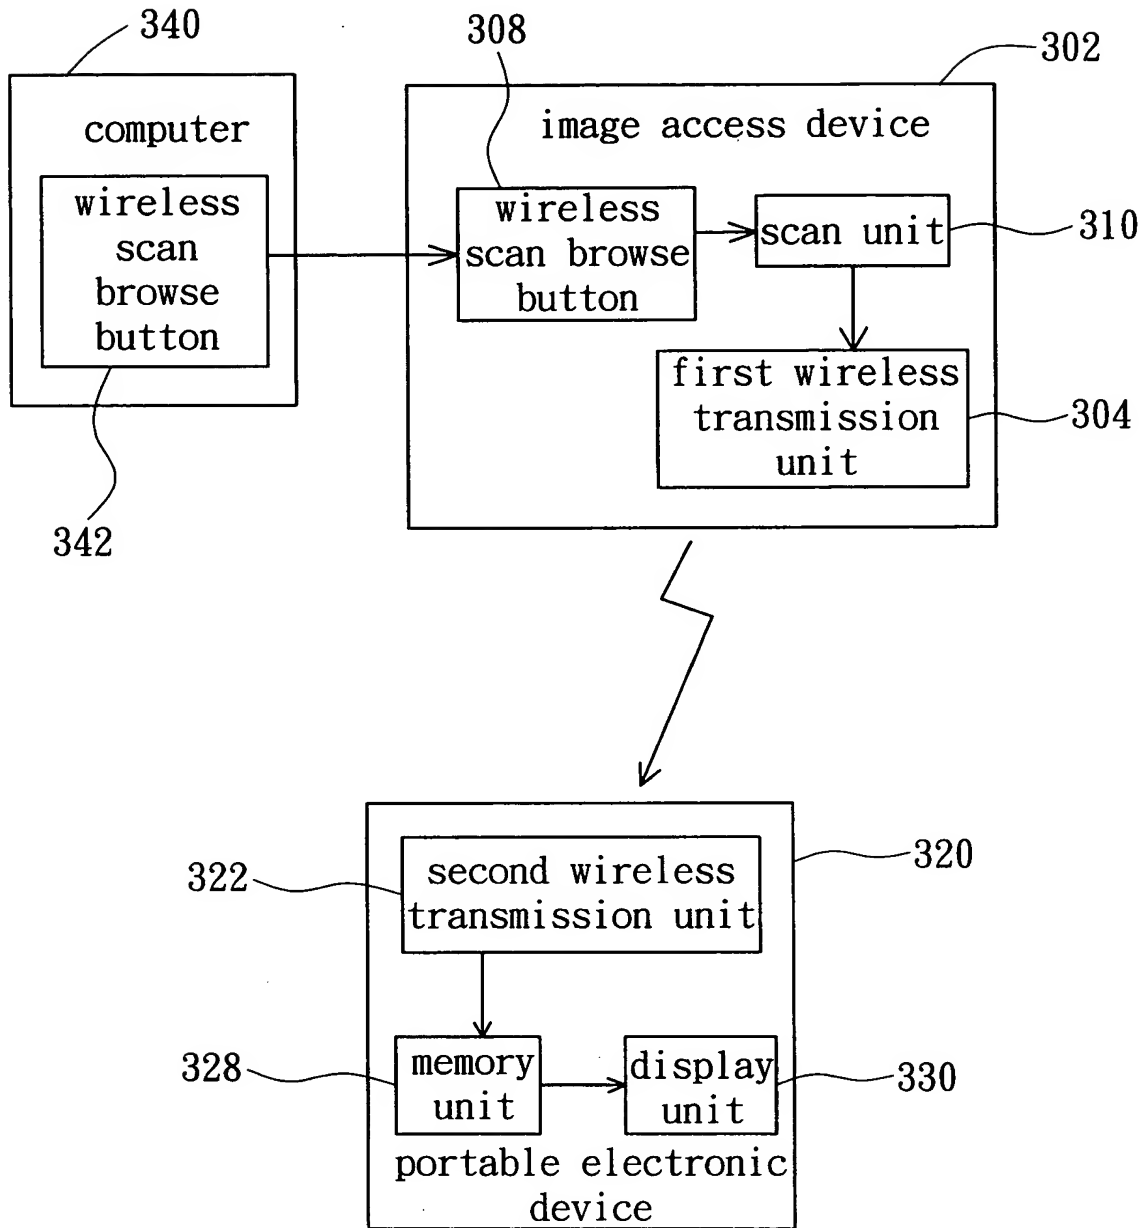 340
308
302
computer
image access device
wireless
scan
browse
button
wireless
scan browse
button
scan unit
310
first wireless
transmission
unit
304
342
322
second wireless
transmission unit
320
328
memory
unit
display
unit
330
portable electronic
device